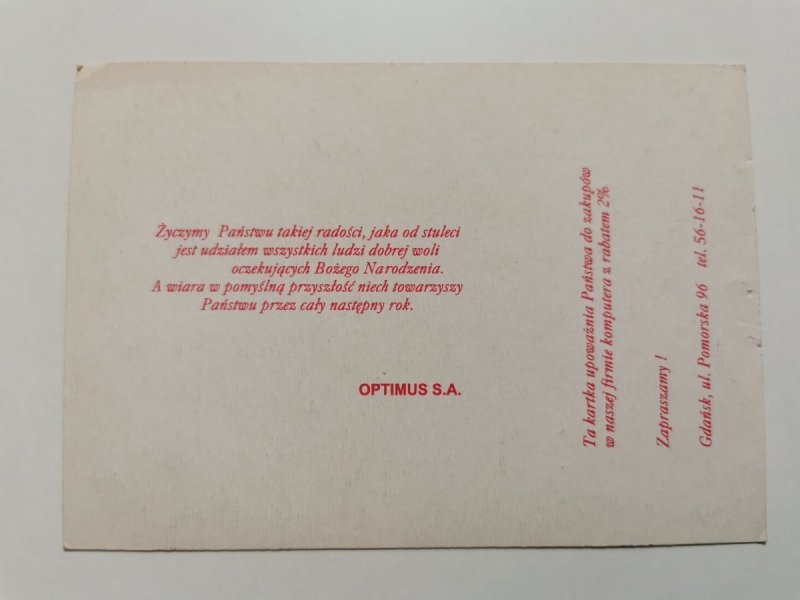 Życzymy Państwu takiej radości, jaka od stuleci
jest udziałem wszystkich ludzi dobrej woli
oczekujących Bożego Narodzenia.
A wiara w pomyślną przyszłość niech towarzyszy
Państwu przez cały następny rok.
OPTIMUS S.A.
Ta kartka upoważnia Państwa do zakupów
w naszej firmie komputera z rabatem 2%
Zapraszamy !
Gdańsk, ul. Pomorska 96 tel. 56-16-11